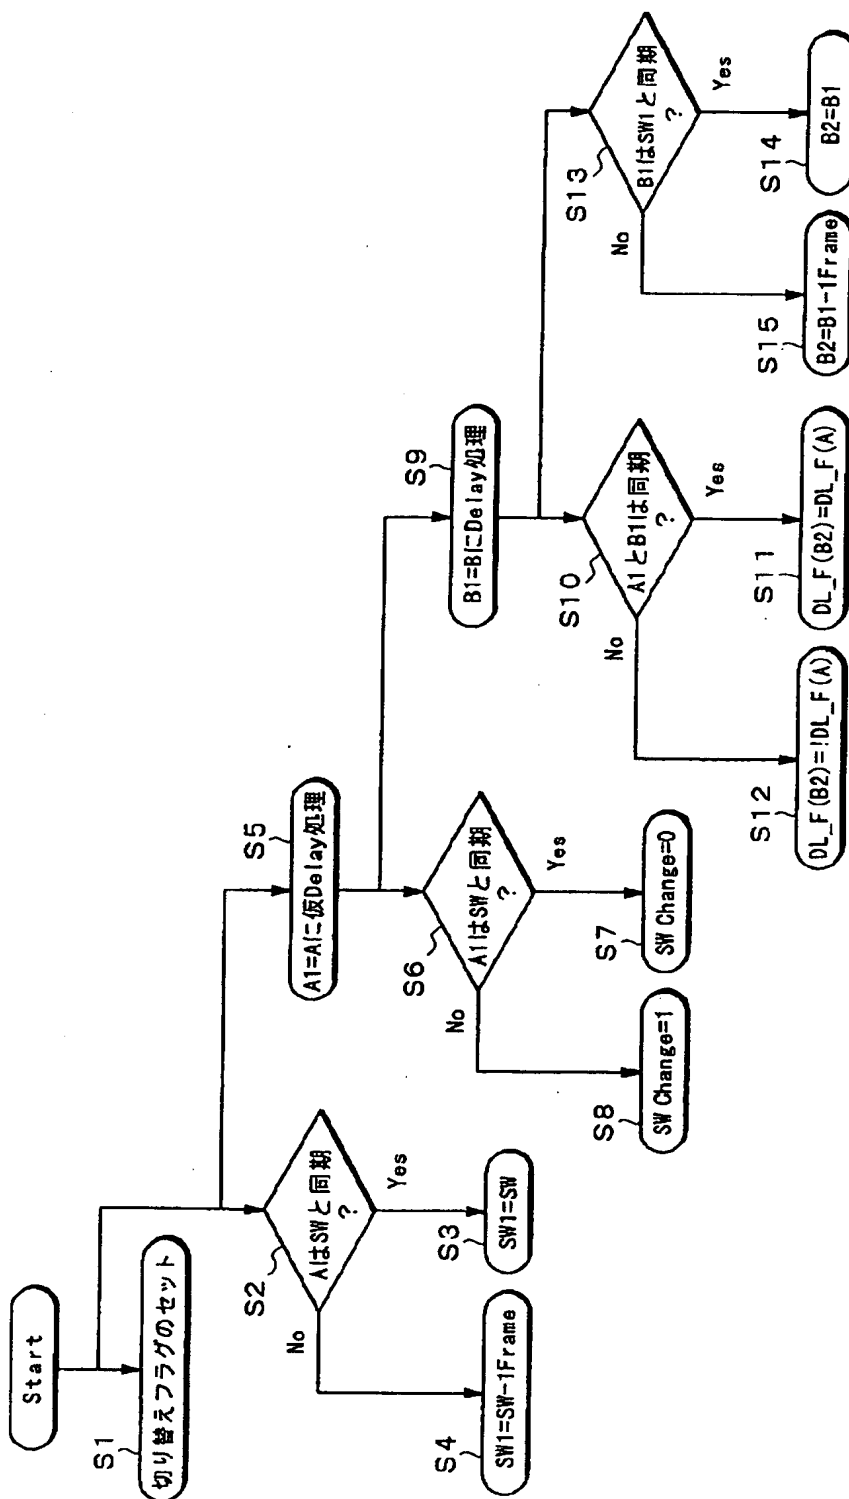 Start
S1
切り替えフラグのセット
S2
AはSWと同期
?
Yes
No
S3
SW1=SW
S4
SW1=SW-1Frame
S5
A1=Aに仮Delay処理
S6
A1はSWと同期
?
Yes
No
S7
SW Change=0
S8
SW Change=1
S9
B1=BにDelay処理
S10
A1とB1は同期
?
Yes
No
S11
DL_F(B2)=DL_F(A)
S12
DL_F(B2)=!DL_F(A)
S13
B1はSW1と同期
?
Yes
No
S14
B2=B1
S15
B2=B1-1Frame